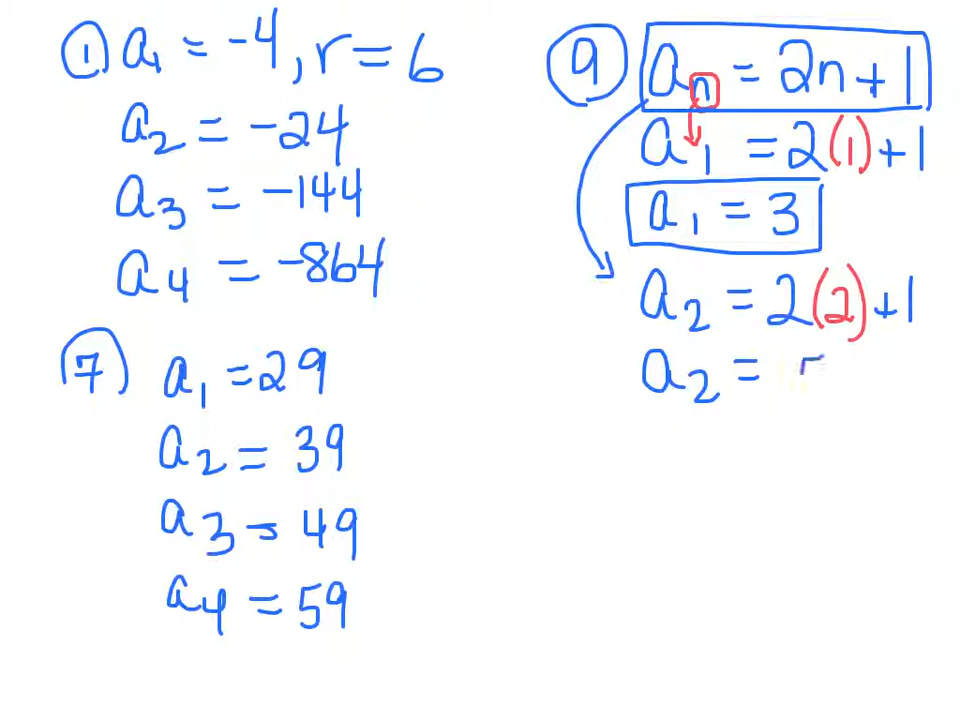 ① a₁ = -4, r = 6
a₂ = -24
a₃ = -144
a₄ = -864
⑦ a₁ = 29
a₂ = 39
a₃ = 49
a₄ = 59
⑨ aₙ = 2n + 1
a₁ = 2(1) + 1
a₁ = 3
a₂ = 2(2) + 1
a₂ =